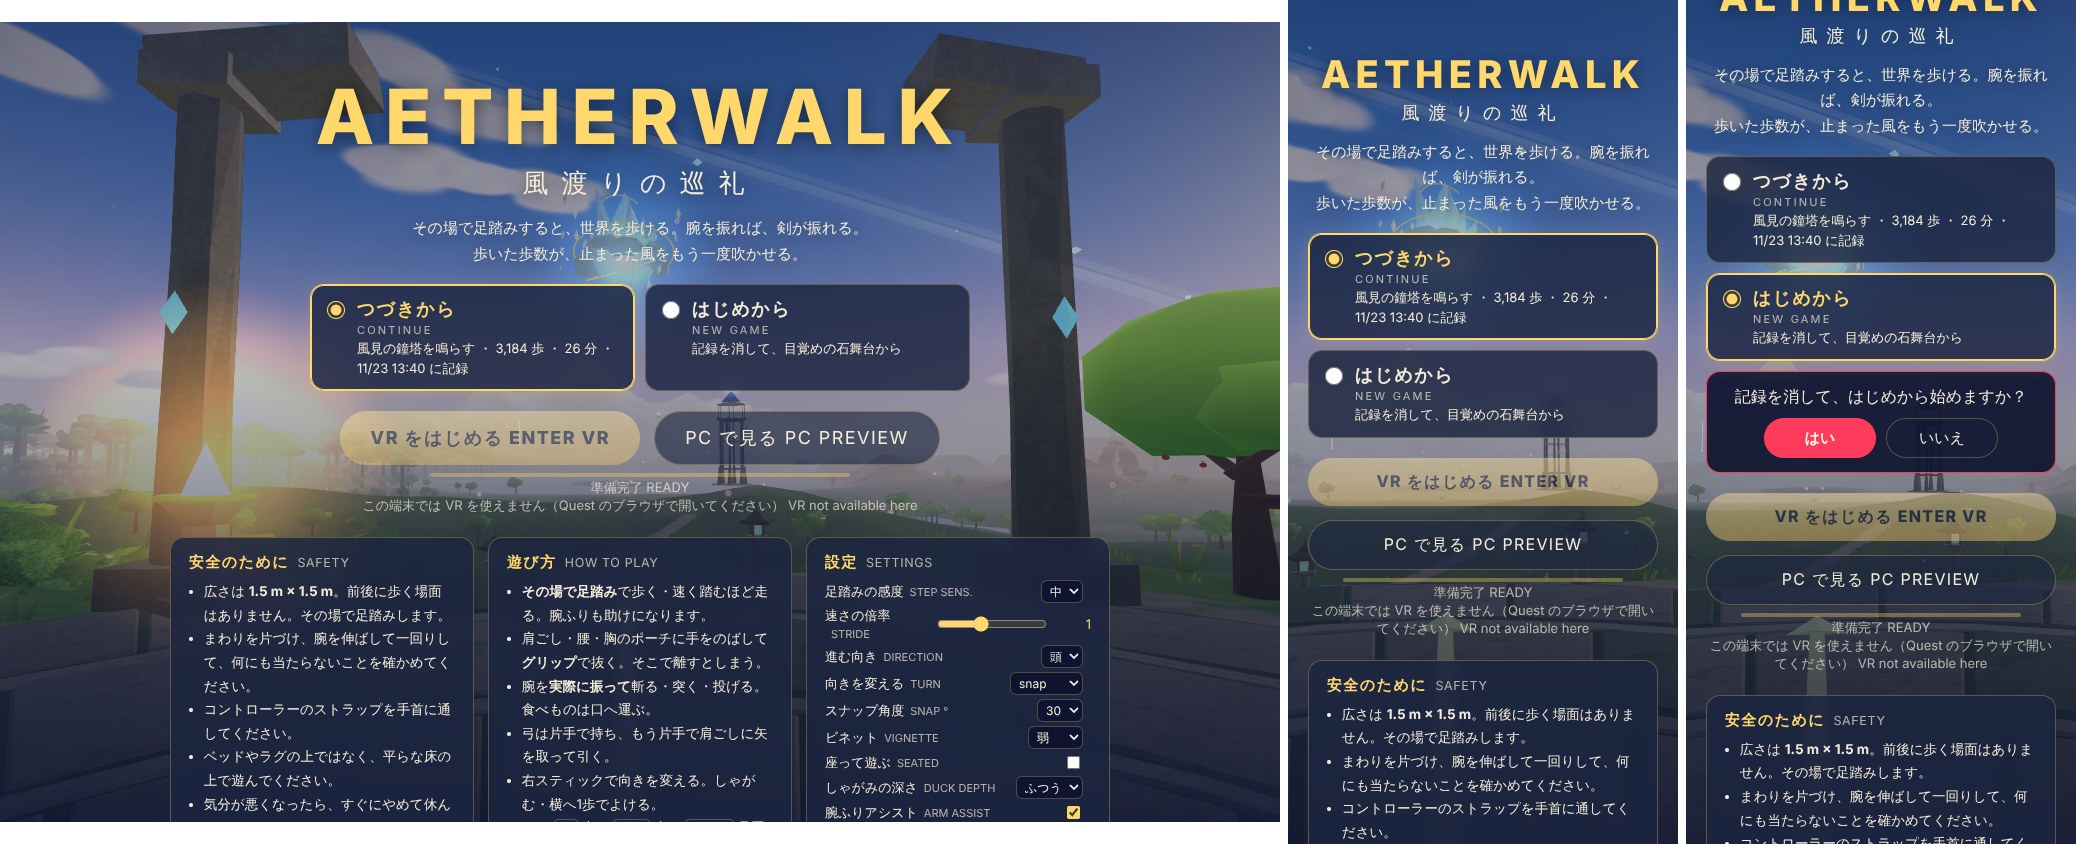 AETHERWALK
風渡りの巡礼
その場で足踏みすると、世界を歩ける。腕を振れば、剣が振れる。
歩いた歩数が、止まった風をもう一度吹かせる。
つづきから
CONTINUE
風見の鐘塔を鳴らす ・ 3,184 歩 ・ 26 分 ・
11/23 13:40 に記録
はじめから
NEW GAME
記録を消して、目覚めの石舞台から
VR をはじめる ENTER VR
PC で見る PC PREVIEW
準備完了 READY
この端末では VR を使えません（Quest のブラウザで開いてください） VR not available here
安全のために SAFETY
• 広さは 1.5 m × 1.5 m。前後に歩く場面
はありません。その場で足踏みします。
• まわりを片づけ、腕を伸ばして一回りし
て、何にも当たらないことを確かめてく
ださい。
• コントローラーのストラップを手首に通
してください。
• ベッドやラグの上ではなく、平らな床の
上で遊んでください。
• 気分が悪くなったら、すぐにやめて休ん
遊び方 HOW TO PLAY
• その場で足踏みで歩く・速く踏むほど走
る。腕ふりも助けになります。
• 肩ごし・腰・胸のポーチに手をのばして
グリップで抜く。そこで離すとしまう。
• 腕を実際に振って斬る・突く・投げる。
食べものは口へ運ぶ。
• 弓は片手で持ち、もう片手で肩ごしに矢
を取って引く。
• 右スティックで向きを変える。しゃが
む・横へ1歩でよける。
設定 SETTINGS
足踏みの感度 STEP SENS. 中
速さの倍率
STRIDE 1
進む向き DIRECTION 頭
向きを変える TURN snap
スナップ角度 SNAP ° 30
ビネット VIGNETTE 弱
座って遊ぶ SEATED
しゃがみの深さ DUCK DEPTH ふつう
腕ふりアシスト ARM ASSIST
AETHERWALK
風渡りの巡礼
その場で足踏みすると、世界を歩ける。腕を振れ
ば、剣が振れる。
歩いた歩数が、止まった風をもう一度吹かせる。
つづきから
CONTINUE
風見の鐘塔を鳴らす ・ 3,184 歩 ・ 26 分 ・
11/23 13:40 に記録
はじめから
NEW GAME
記録を消して、目覚めの石舞台から
VR をはじめる ENTER VR
PC で見る PC PREVIEW
準備完了 READY
この端末では VR を使えません（Quest のブラウザで開い
てください） VR not available here
安全のために SAFETY
• 広さは 1.5 m × 1.5 m。前後に歩く場面はありま
せん。その場で足踏みします。
• まわりを片づけ、腕を伸ばして一回りして、何
にも当たらないことを確かめてください。
• コントローラーのストラップを手首に通してく
ださい。
AETHERWALK
風渡りの巡礼
その場で足踏みすると、世界を歩ける。腕を振れ
ば、剣が振れる。
歩いた歩数が、止まった風をもう一度吹かせる。
つづきから
CONTINUE
風見の鐘塔を鳴らす ・ 3,184 歩 ・ 26 分 ・
11/23 13:40 に記録
はじめから
NEW GAME
記録を消して、目覚めの石舞台から
記録を消して、はじめから始めますか？
はい
いいえ
VR をはじめる ENTER VR
PC で見る PC PREVIEW
準備完了 READY
この端末では VR を使えません（Quest のブラウザで開い
てください） VR not available here
安全のために SAFETY
• 広さは 1.5 m × 1.5 m。前後に歩く場面はありま
せん。その場で足踏みします。
• まわりを片づけ、腕を伸ばして一回りして、何
にも当たらないことを確かめてください。
• コントローラーのストラップを手首に通してく